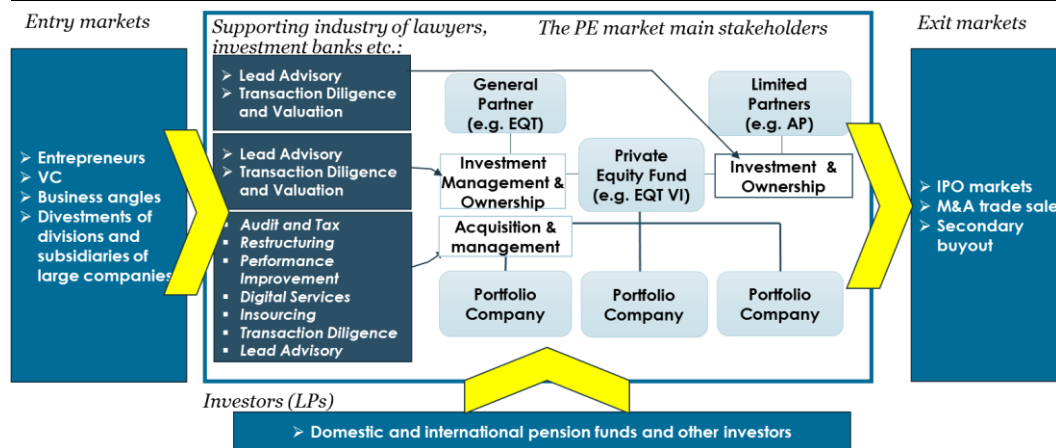 Entry markets
Entrepreneurs
VC
Business angles
Divestments of
divisions and
subsidiaries of
large companies
Supporting industry of lawyers,
investment banks etc.:
The PE market main stakeholders
Lead Advisory
Transaction Diligence
and Valuation
Lead Advisory
Transaction Diligence
and Valuation
Audit and Tax
Restructuring
Performance
Improvement
Digital Services
Insourcing
Transaction Diligence
Lead Advisory
General
Partner
(e.g. EQT)
Limited
Partners
(e.g. AP)
Investment
Management &
Ownership
Private
Equity Fund
(e.g. EQT VI)
Investment &
Ownership
Acquisition &
management
Portfolio
Company
Portfolio
Company
Portfolio
Company
Exit markets
IPO markets
M&A trade sale
Secondary
buyout
Investors (LPs)
Domestic and international pension funds and other investors